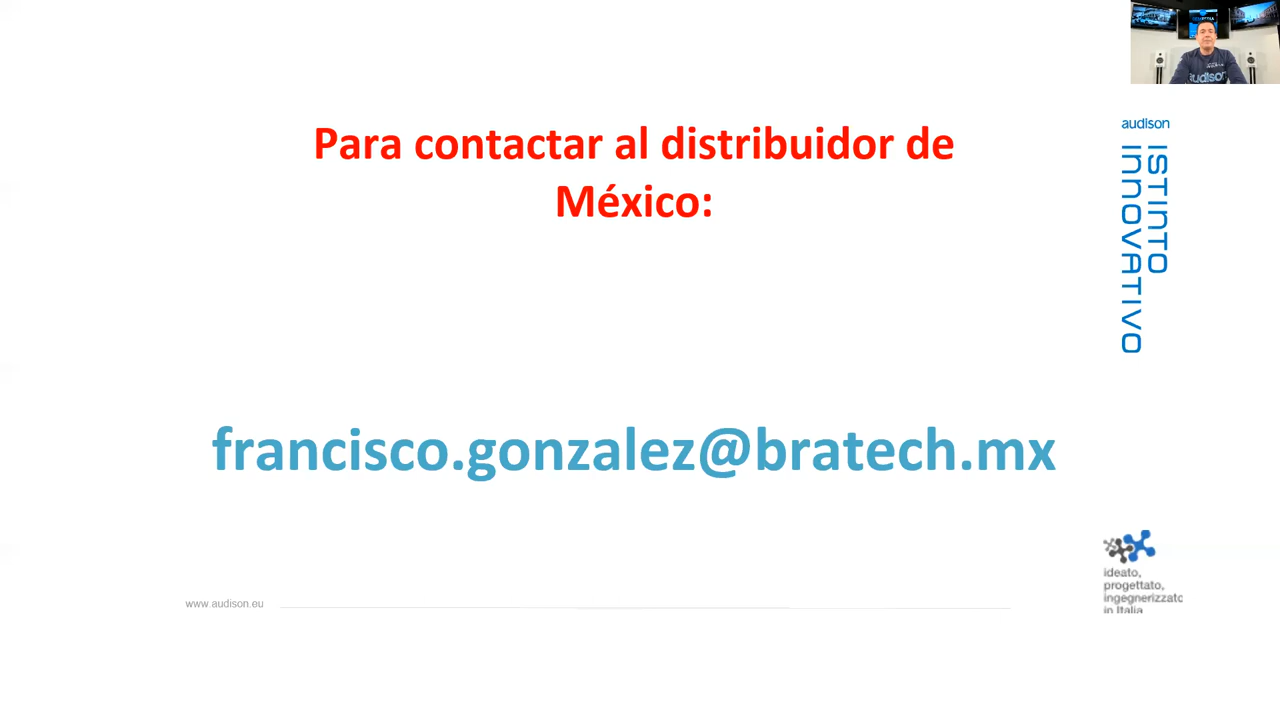 Para contactar al distribuidor de
México:
francisco.gonzalez@bratech.mx
audison
ISTINTO
INNOVATIVO
audison
www.audison.eu
ideato,
progettato,
ingegnerizzato
in Italia